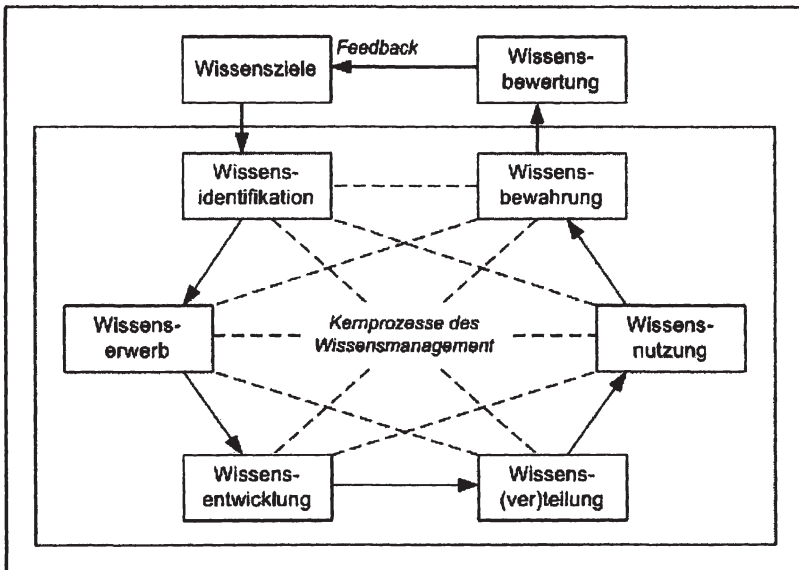 Feedback
Wissensziele
Wissens-
bewertung
Wissens-
identifikation
Wissens-
bewahrung
Wissens-
erwerb
Kernprozesse des
Wissensmanagement
Wissens-
nutzung
Wissens-
entwicklung
Wissens-
(ver)teilung